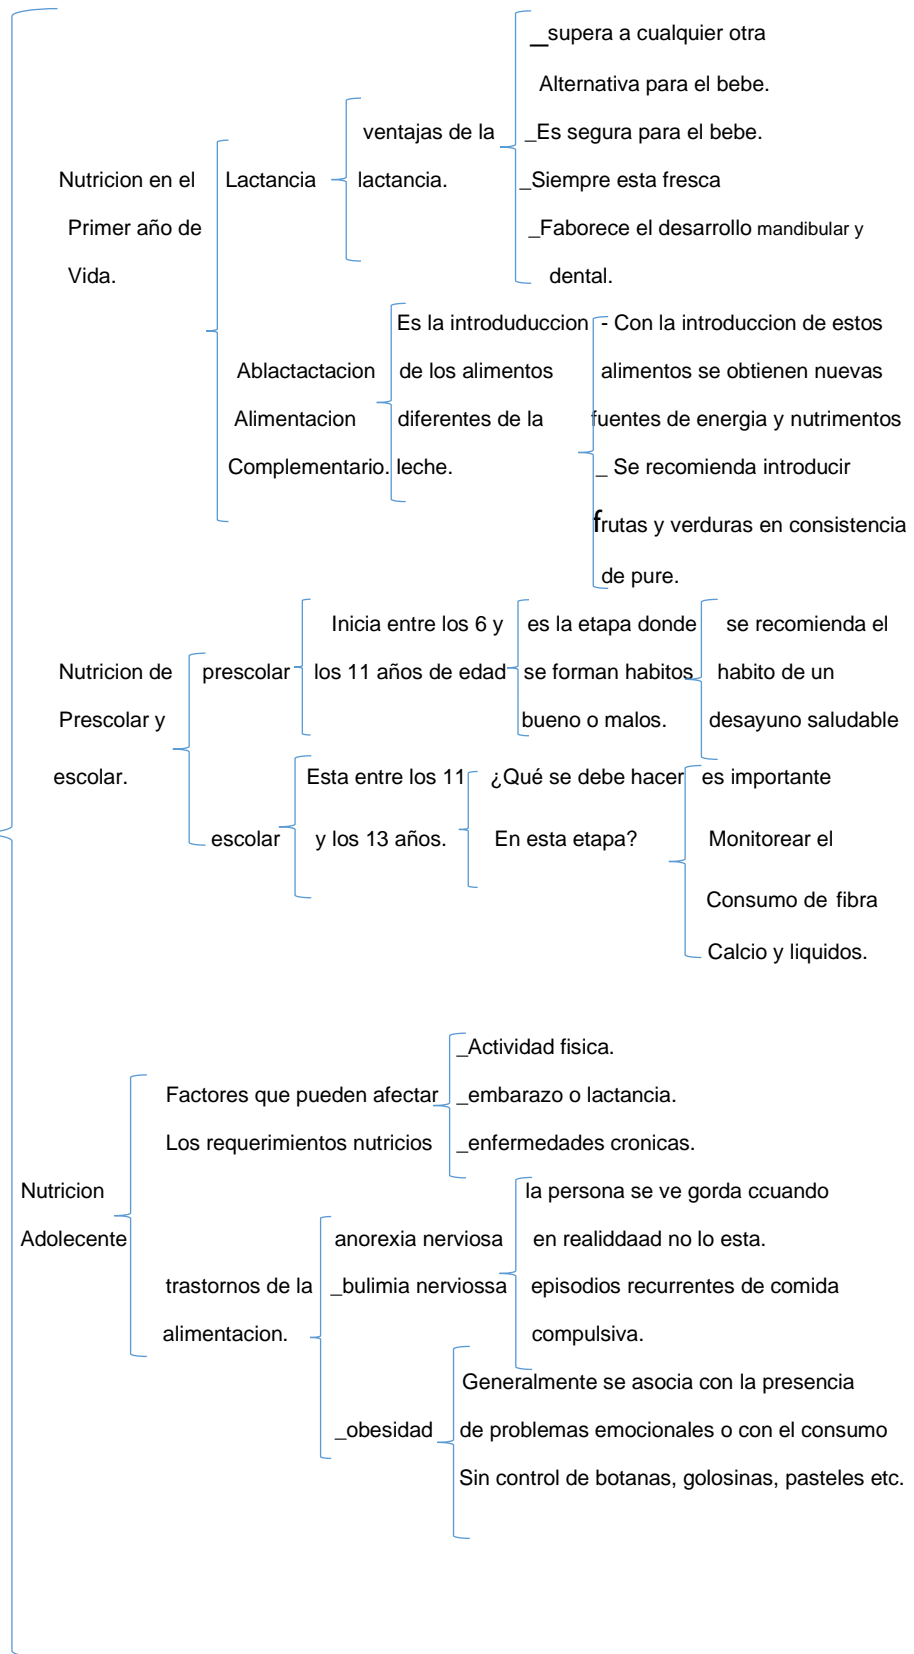 _supera a cualquier otra
Alternativa para el bebe.
ventajas de la
_Es segura para el bebe.
Nutricion en el
Lactancia
lactancia.
_Siempre esta fresca
Primer año de
_Faborece el desarrollo mandibular y
Vida.
dental.
Es la introduduccion
- Con la introduccion de estos
Ablactactacion
de los alimentos
alimentos se obtienen nuevas
Alimentacion
diferentes de la
fuentes de energia y nutrimentos
Complementario.
leche.
_ Se recomienda introducir
frutas y verduras en consistencia
de pure.
Inicia entre los 6 y
es la etapa donde
se recomienda el
Nutricion de
prescolar
los 11 años de edad
se forman habitos
habito de un
Prescolar y
bueno o malos.
desayuno saludable
escolar.
Esta entre los 11
¿Qué se debe hacer
es importante
escolar
y los 13 años.
En esta etapa?
Monitorear el
Consumo de fibra
Calcio y liquidos.
_Actividad fisica.
Factores que pueden afectar
_embarazo o lactancia.
Los requerimientos nutricios
_enfermedades cronicas.
Nutricion
la persona se ve gorda ccuando
Adolecente
anorexia nerviosa
en realiddaad no lo esta.
trastornos de la
_bulimia nerviossa
episodios recurrentes de comida
alimentacion.
compulsiva.
Generalmente se asocia con la presencia
_obesidad
de problemas emocionales o con el consumo
Sin control de botanas, golosinas, pasteles etc.